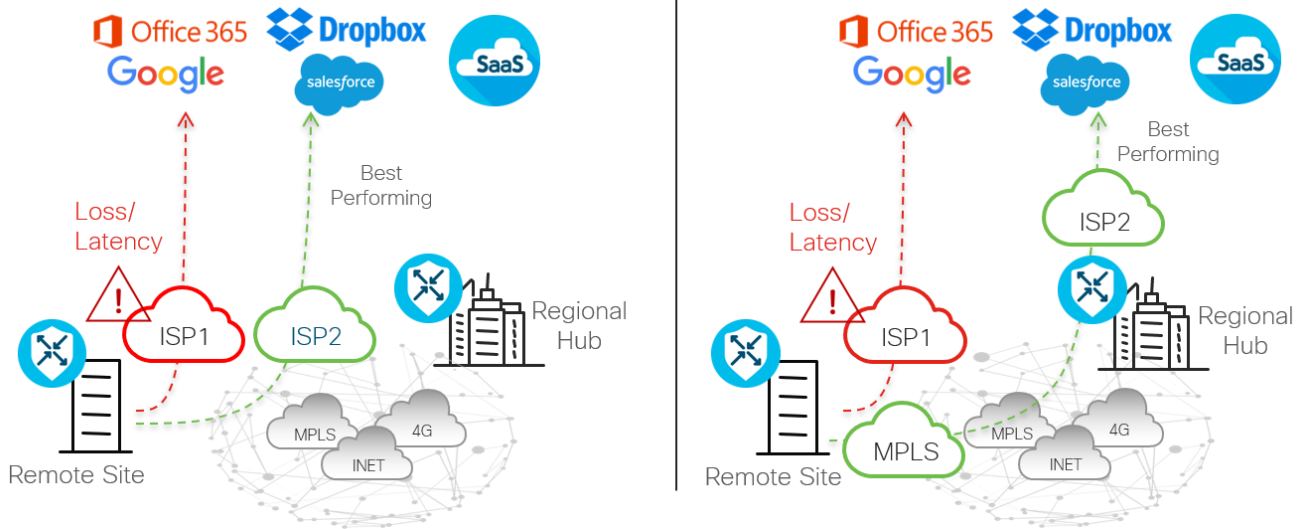 Office 365
Dropbox
Google
salesforce
SaaS
Best
Performing
Loss/
Latency
!
ISP1
ISP2
Regional
Hub
MPLS
4G
INET
Remote Site
Office 365
Dropbox
Google
salesforce
SaaS
Best
Performing
ISP2
Loss/
Latency
!
ISP1
Regional
Hub
MPLS
MPLS
4G
INET
Remote Site